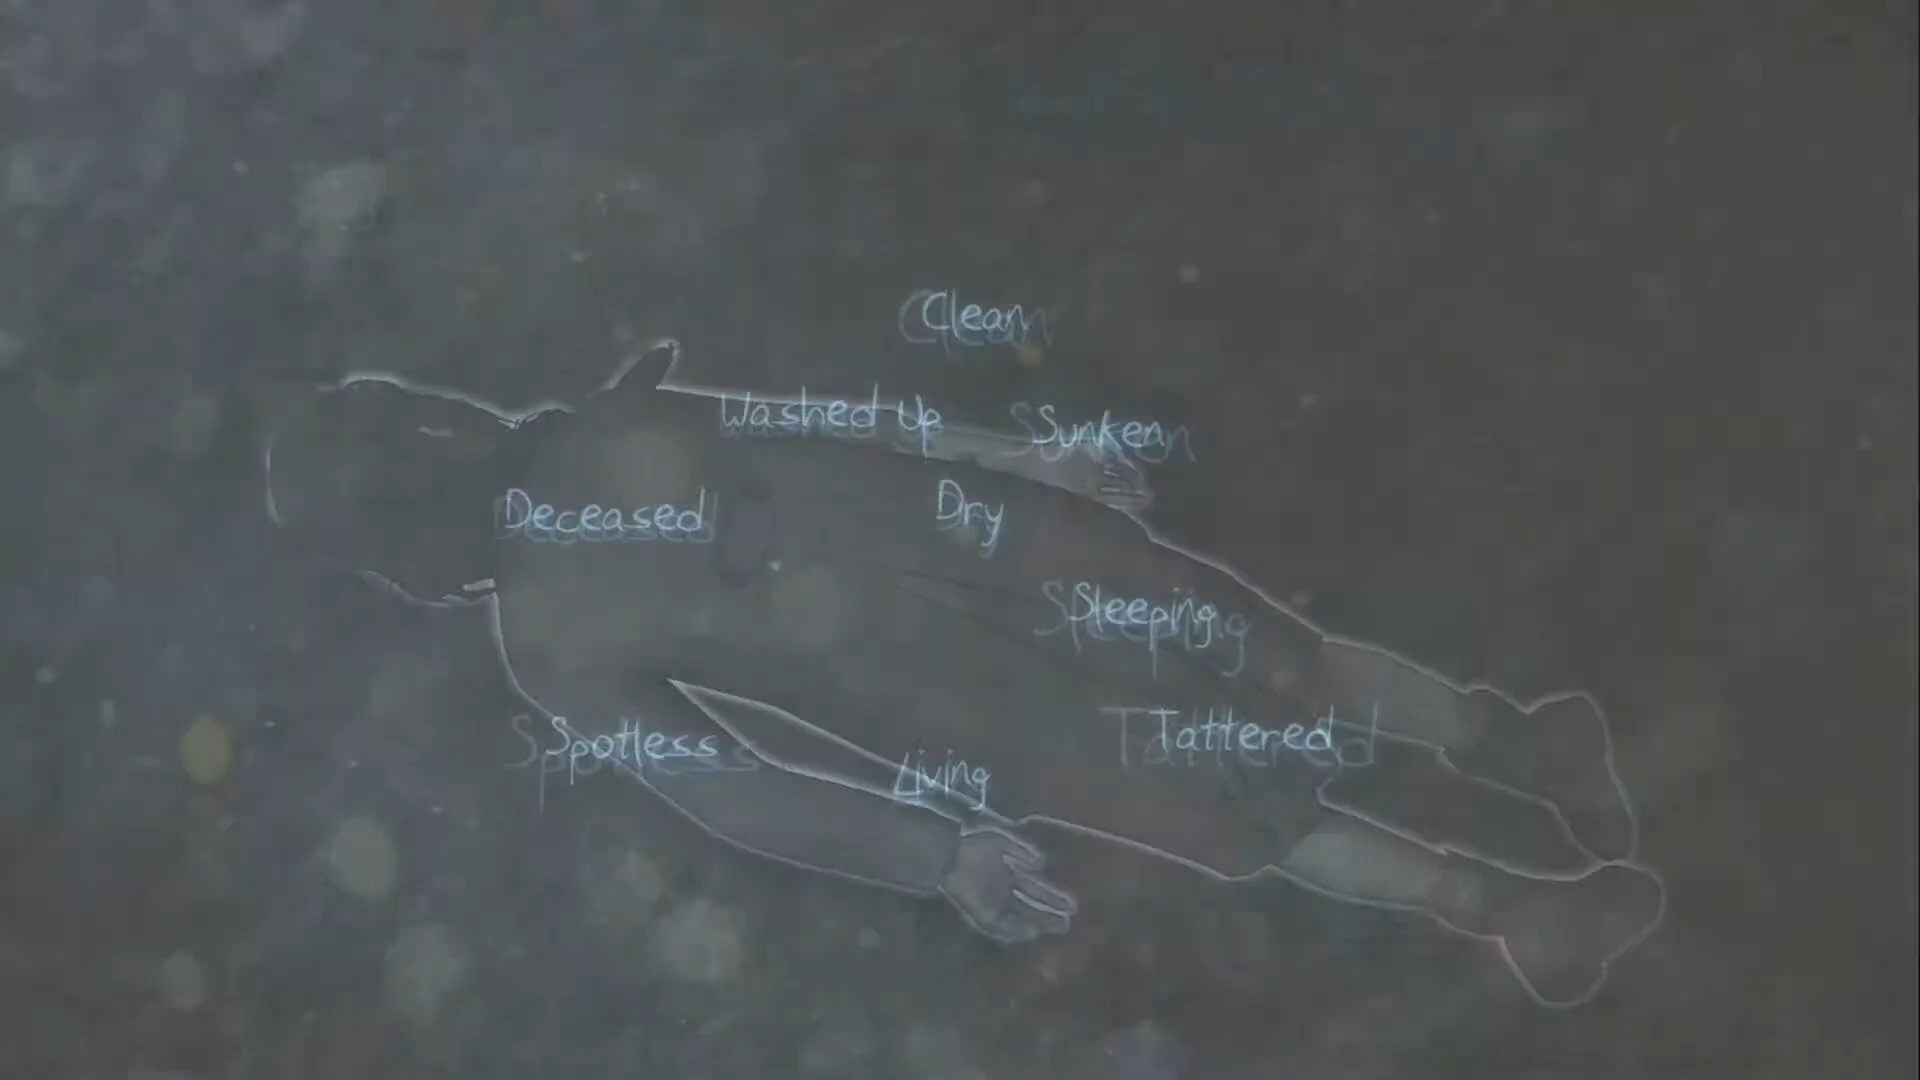 Clean
Washed Up
Sunken
Deceased
Dry
Sleeping
Tattered
Spotless
Living